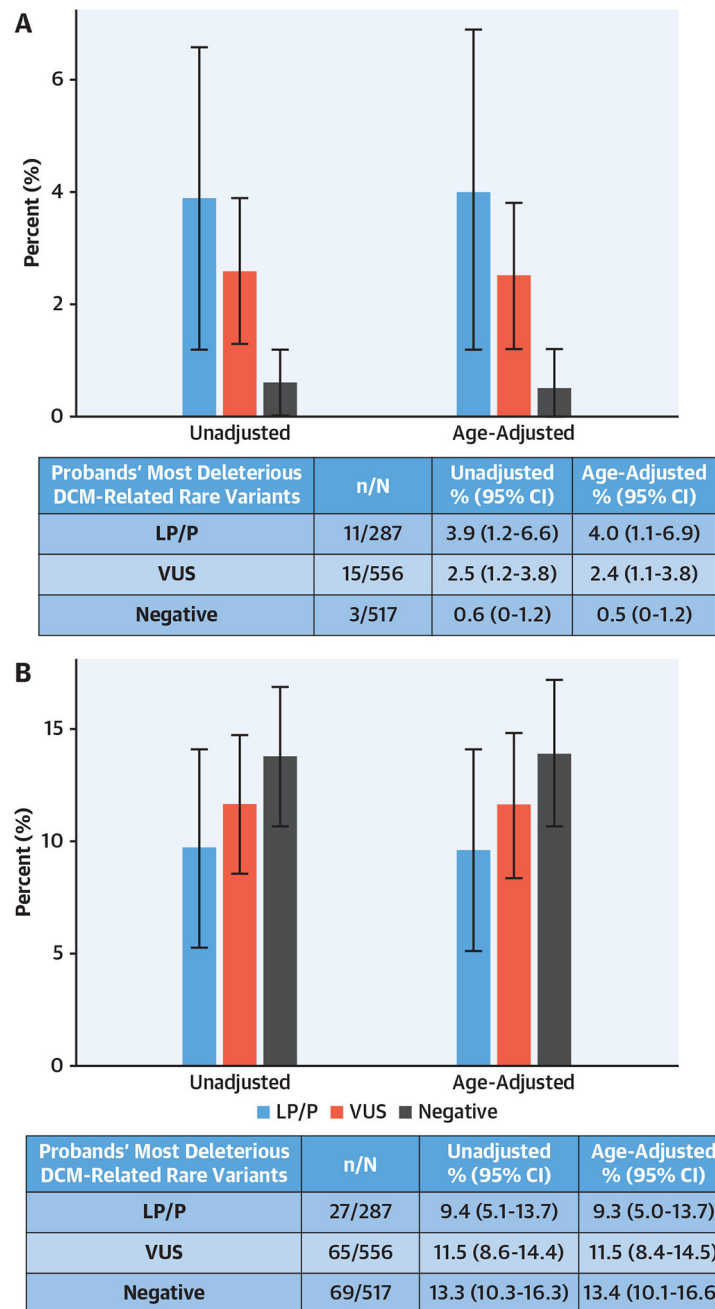 A
Percent (%)
6
4
2
0
Unadjusted Age-Adjusted
Probands' Most Deleterious DCM-Related Rare Variants n/N Unadjusted % (95% CI) Age-Adjusted % (95% CI)
LP/P 11/287 3.9 (1.2-6.6) 4.0 (1.1-6.9)
VUS 15/556 2.5 (1.2-3.8) 2.4 (1.1-3.8)
Negative 3/517 0.6 (0-1.2) 0.5 (0-1.2)
B
Percent (%)
15
10
5
0
Unadjusted Age-Adjusted
LP/P VUS Negative
Probands' Most Deleterious DCM-Related Rare Variants n/N Unadjusted % (95% CI) Age-Adjusted % (95% CI)
LP/P 27/287 9.4 (5.1-13.7) 9.3 (5.0-13.7)
VUS 65/556 11.5 (8.6-14.4) 11.5 (8.4-14.5)
Negative 69/517 13.3 (10.3-16.3) 13.4 (10.1-16.6